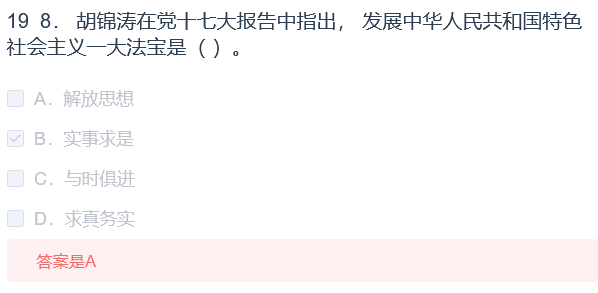 19 8. 胡锦涛在党十七大报告中指出， 发展中华人民共和国特色
社会主义一大法宝是（ ）。
A. 解放思想
B. 实事求是
C. 与时俱进
D. 求真务实
答案是A